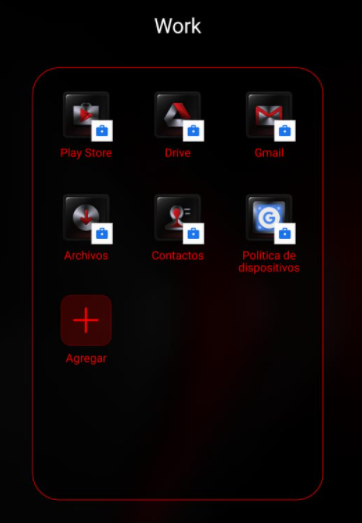 Work
Play Store
Drive
Gmail
Archivos
Contactos
Política de
dispositivos
Agregar